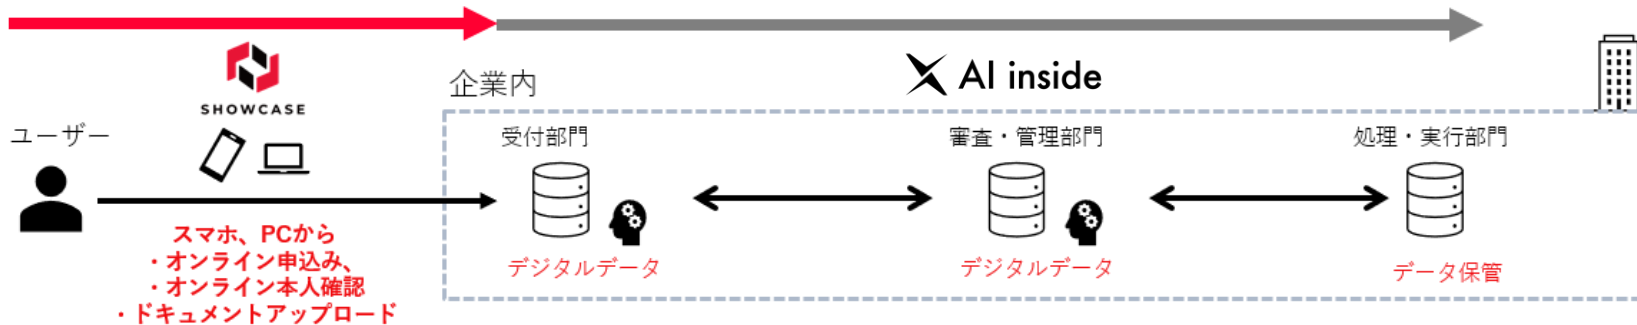 SHOWCASE
企業内
AI inside
ユーザー
受付部門
審査・管理部門
処理・実行部門
スマホ、PCから
・オンライン申込み、
・オンライン本人確認
・ドキュメントアップロード
デジタルデータ
デジタルデータ
データ保管